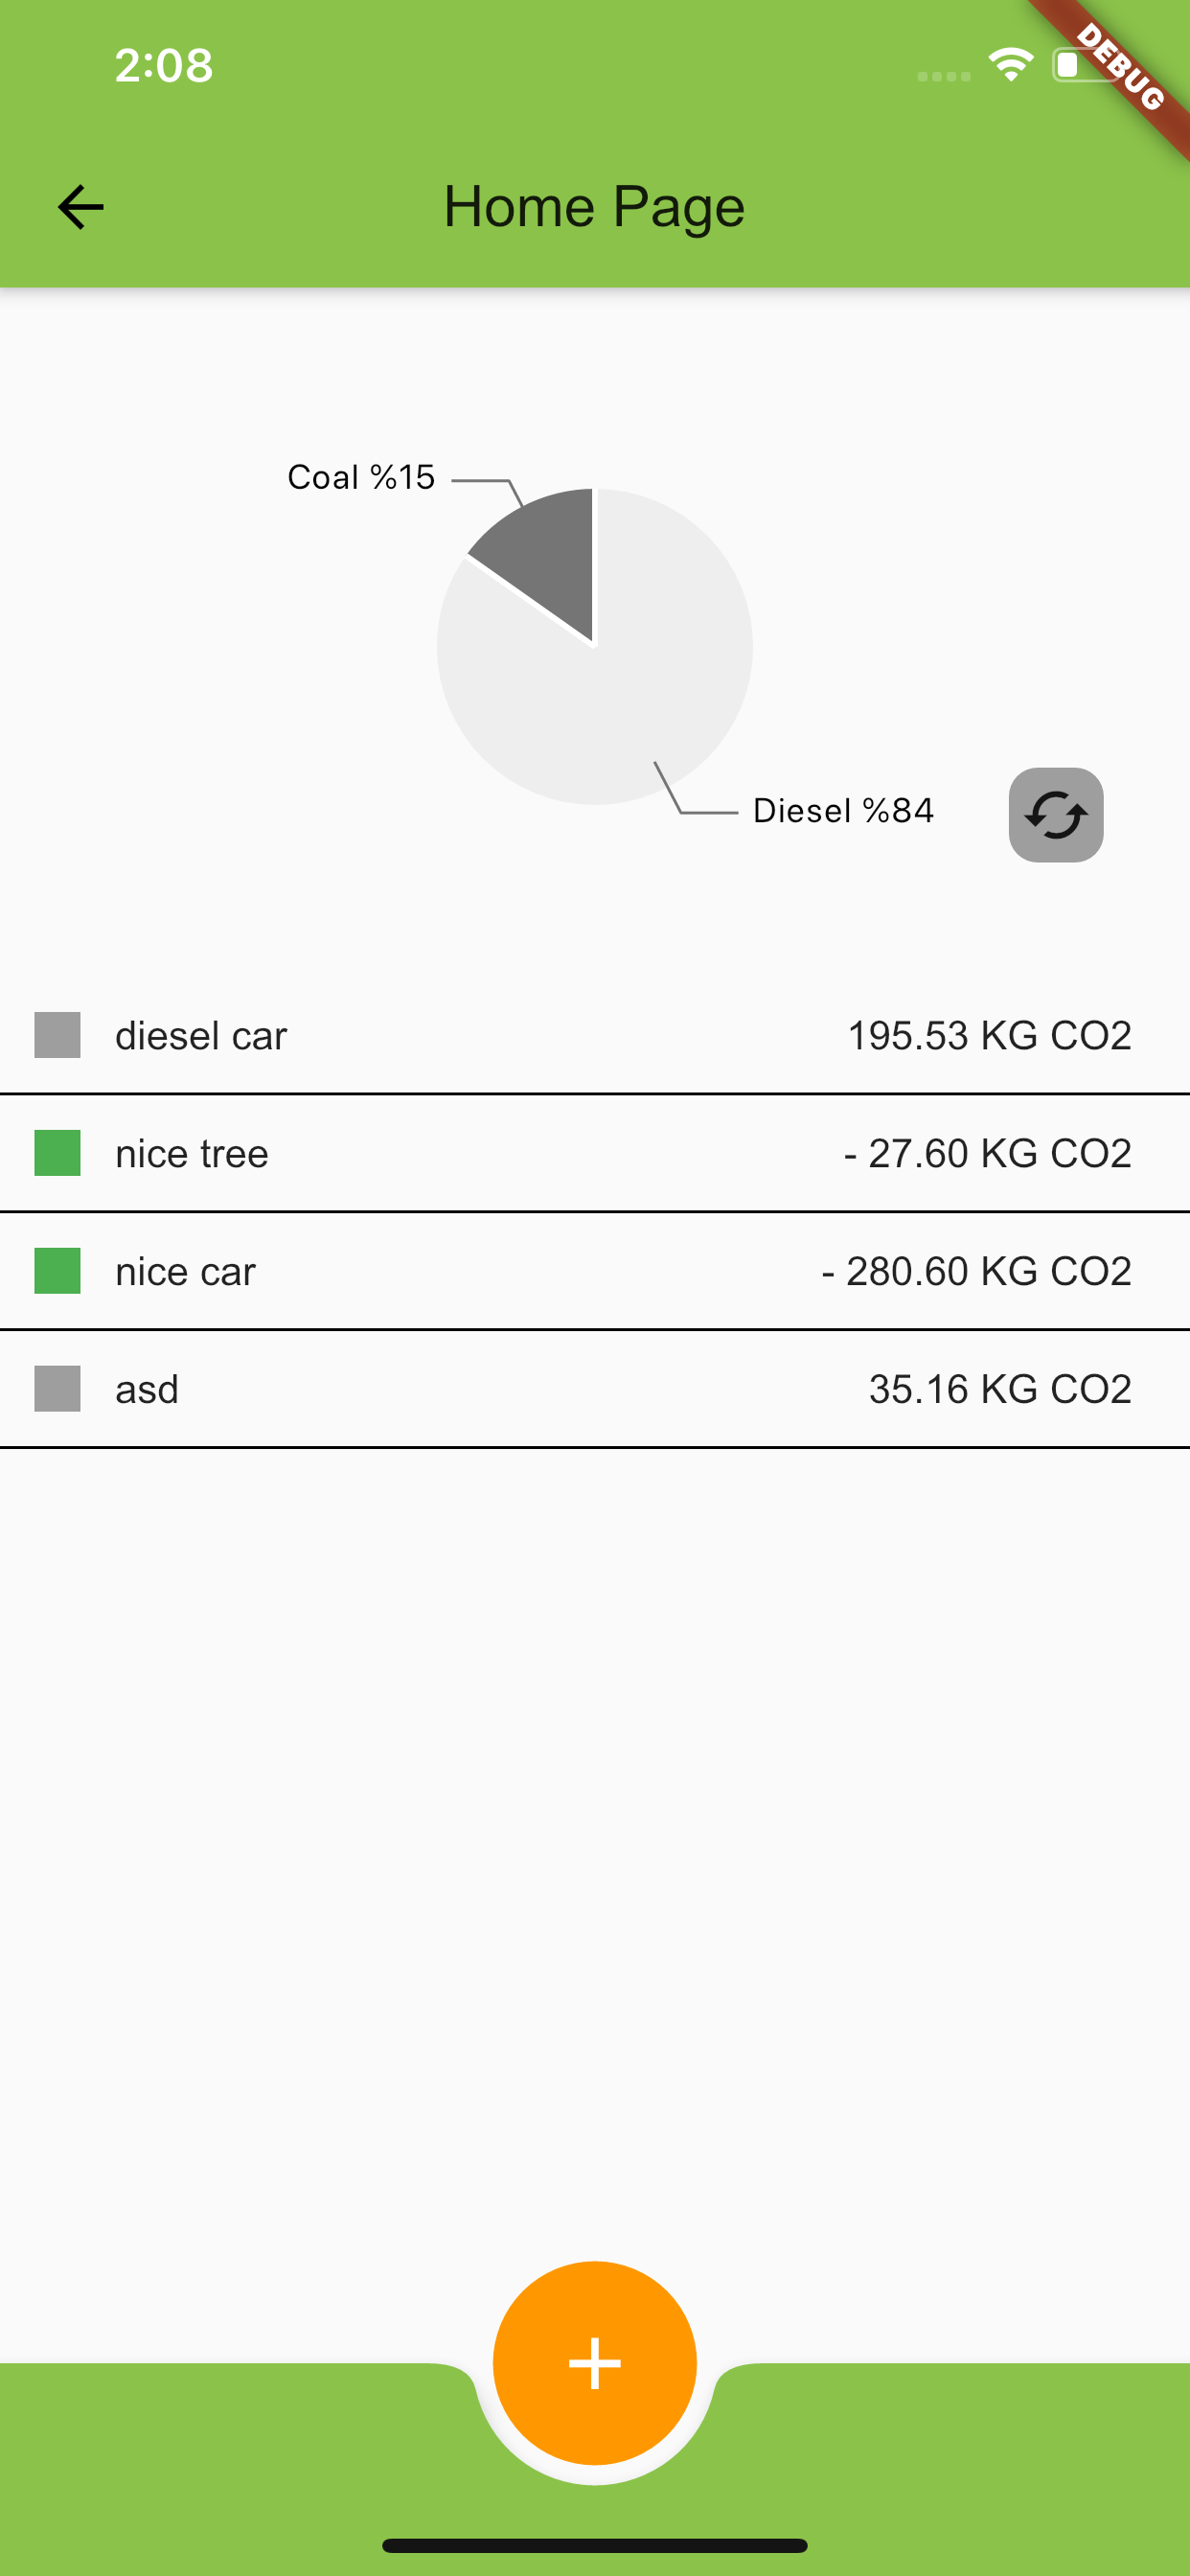 2:08
DEBUG
Home Page
Coal %15
Diesel %84
diesel car 195.53 KG CO2
nice tree - 27.60 KG CO2
nice car - 280.60 KG CO2
asd 35.16 KG CO2